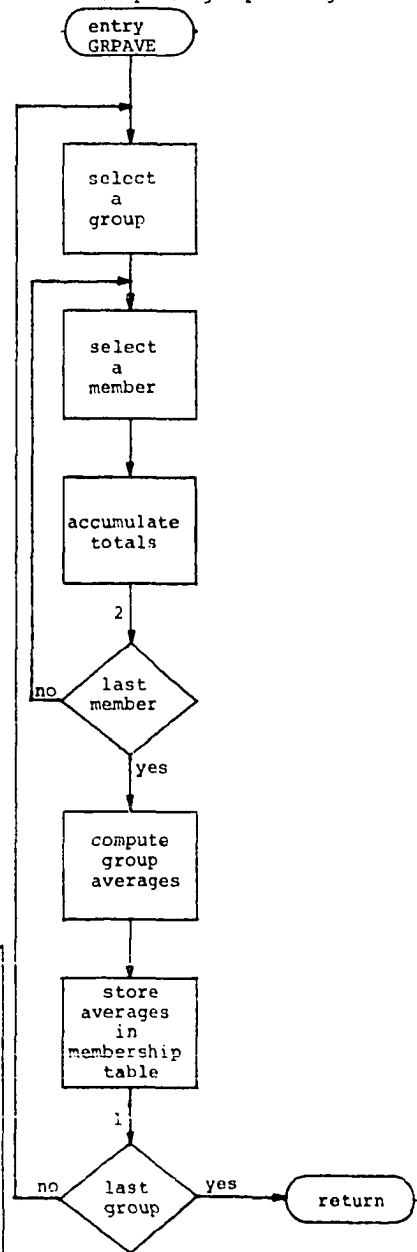 entry
GRPAVE
select
a
group
select
a
member
accumulate
totals
2
last
member
no
yes
compute
group
averages
store
averages
in
membership
table
1
last
group
no
yes
return